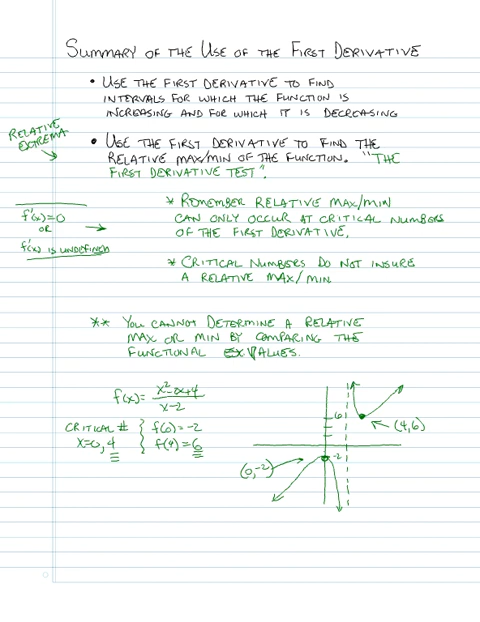 SUMMARY OF THE USE OF THE FIRST DERIVATIVE
• USE THE FIRST DERIVATIVE TO FIND
INTERVALS FOR WHICH THE FUNCTION IS
INCREASING AND FOR WHICH IT IS DECREASING
RELATIVE
EXTREMA
• USE THE FIRST DERIVATIVE TO FIND THE
RELATIVE MAX/MIN OF THE FUNCTION. "THE
FIRST DERIVATIVE TEST".
f'(x)=0
OR
f'(x) IS UNDEFINED
* REMEMBER RELATIVE MAX/MIN
CAN ONLY OCCUR AT CRITICAL NUMBERS
OF THE FIRST DERIVATIVE.
* CRITICAL NUMBERS DO NOT INSURE
A RELATIVE MAX/MIN
** YOU CANNOT DETERMINE A RELATIVE
MAX OR MIN BY COMPARING THE
FUNCTIONAL VALUES.
f(x)= x²-2x+4
x-2
CRITICAL #
x=0,4
f(0)=-2
f(4)=6
6
(4,6)
-2
(0,-2)